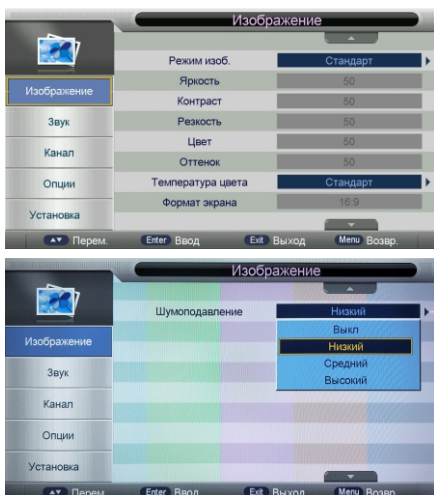 Изображение
Режим изоб. Стандарт
Яркость 50
Изображение
Контраст 50
Звук
Резкость 50
Цвет 50
Канал
Оттенок 50
Опции
Температура цвета Стандарт
Формат экрана 16:9
Установка
Перем. Enter Ввод Exit Выход Menu Возвр.
Изображение
Шумоподавление Низкий
Выкл
Изображение
Низкий
Средний
Звук
Высокий
Канал
Опции
Установка
Перем. Enter Ввод Exit Выход Menu Возвр.